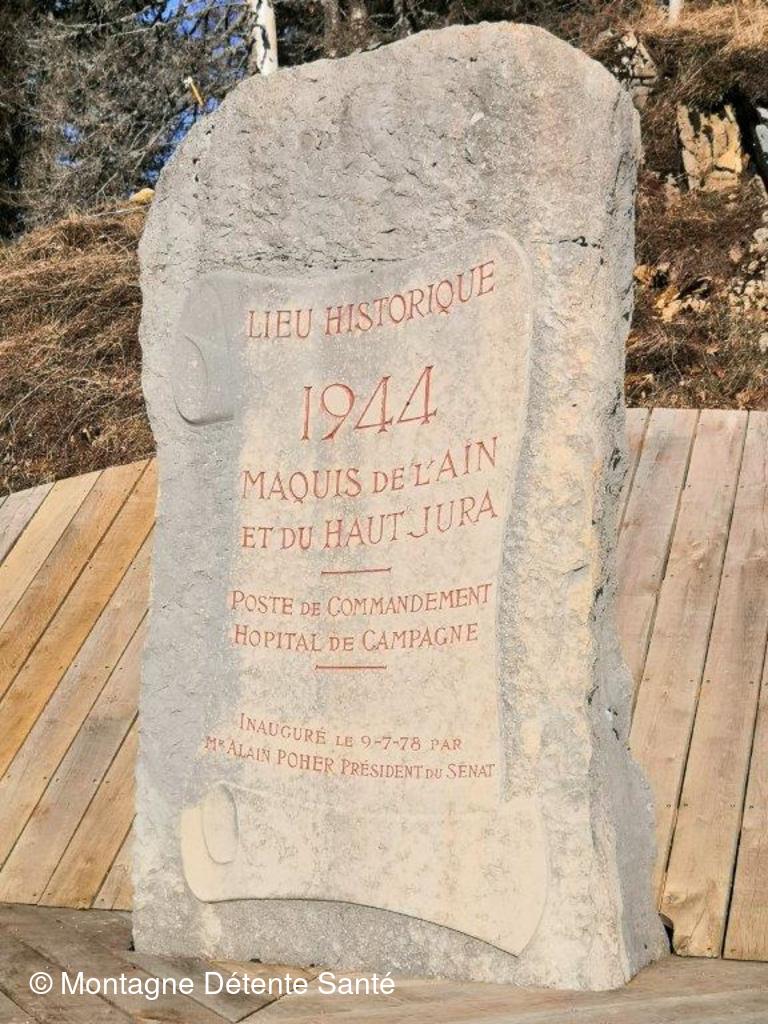 LIEU HISTORIQUE
1944
MAQUIS DE L'AIN
ET DU HAUT-JURA
POSTE DE COMMANDEMENT
HOPITAL DE CAMPAGNE
INAUGURÉ LE 9-7-78 PAR
MR ALAIN POHER PRÉSIDENT DU SÉNAT
© Montagne Détente Santé